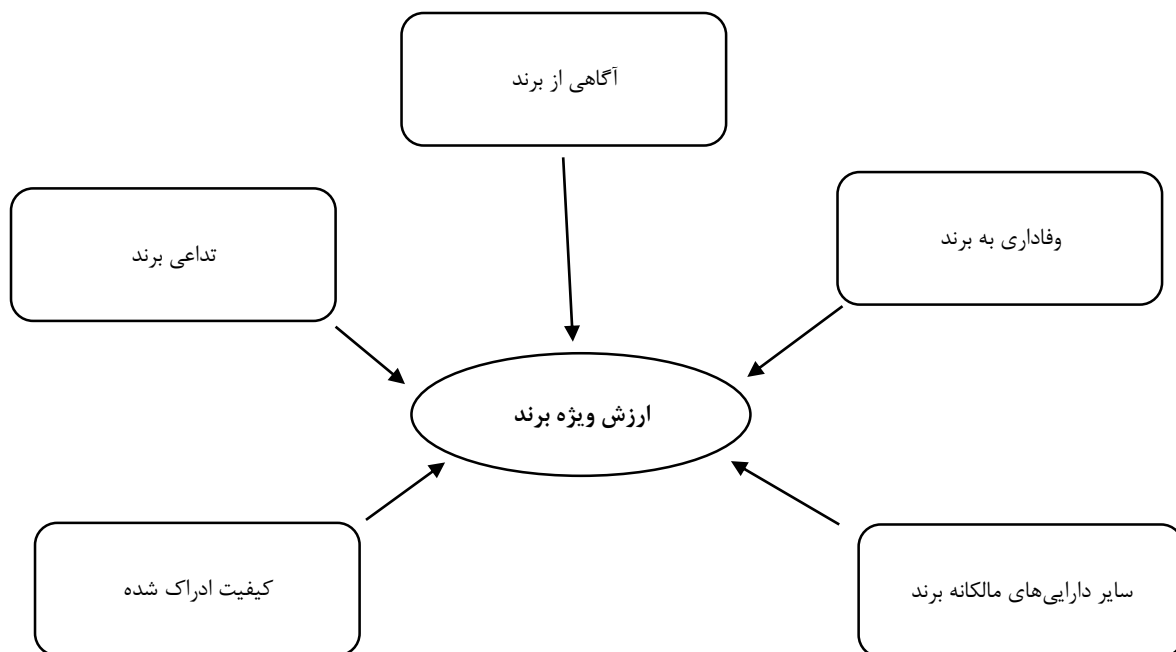 آگاهی از برند
وفاداری به برند
تداعی برند
ارزش ویژه برند
کیفیت ادراک شده
سایر دارایی‌های مالکانه برند